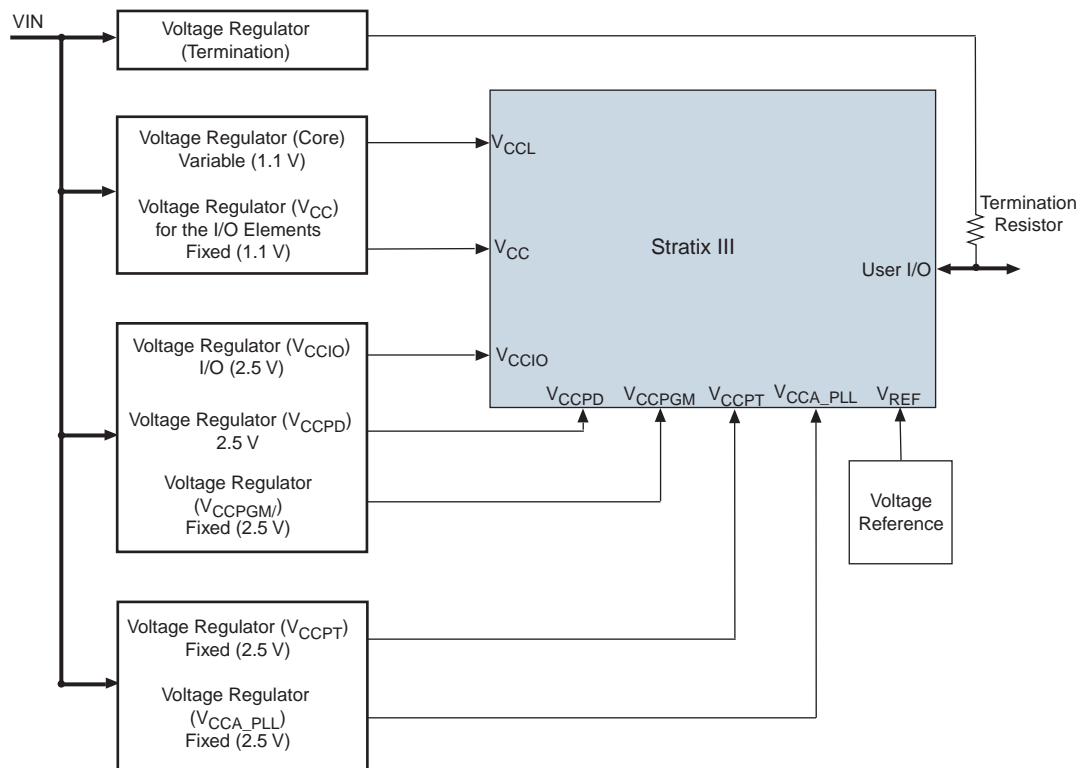 VIN
Voltage Regulator
(Termination)
Voltage Regulator (Core)
Variable (1.1 V)
Voltage Regulator (VCC)
for the I/O Elements
Fixed (1.1 V)
Voltage Regulator (VCCIO)
I/O (2.5 V)
Voltage Regulator (VCCPD)
2.5 V
Voltage Regulator
(VCCPGM/)
Fixed (2.5 V)
Voltage Regulator (VCCPT)
Fixed (2.5 V)
Voltage Regulator
(VCCA_PLL)
Fixed (2.5 V)
VCCL
VCC
VCCIO
Stratix III
User I/O
VCCPD VCCPGM VCCPT VCCA_PLL VREF
Termination
Resistor
Voltage
Reference